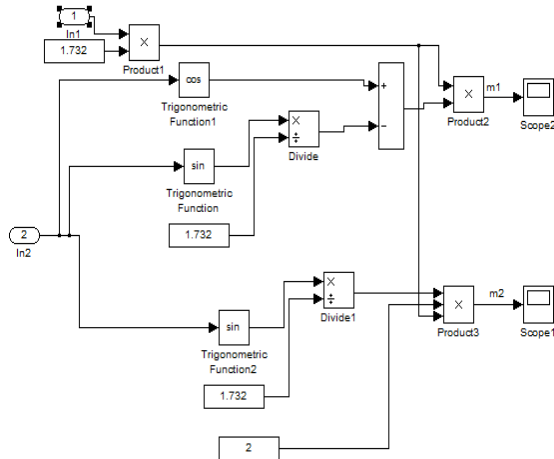 1
In1
1.732
×
Product1
cos
Trigonometric
Function1
+
−
×
Product2
m1
Scope2
×
÷
Divide
sin
Trigonometric
Function
1.732
2
In2
×
÷
Divide1
sin
Trigonometric
Function2
1.732
×
Product3
m2
Scope1
2